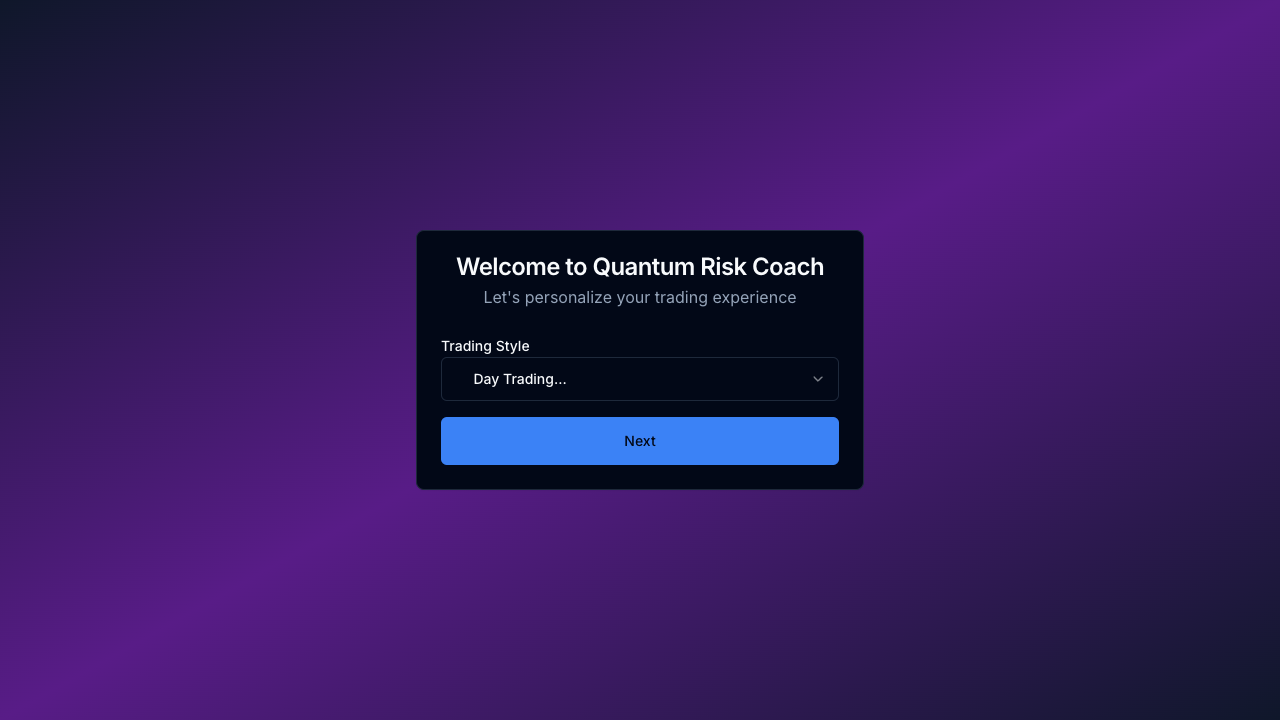 Welcome to Quantum Risk Coach
Let's personalize your trading experience
Trading Style
Day Trading...
Next